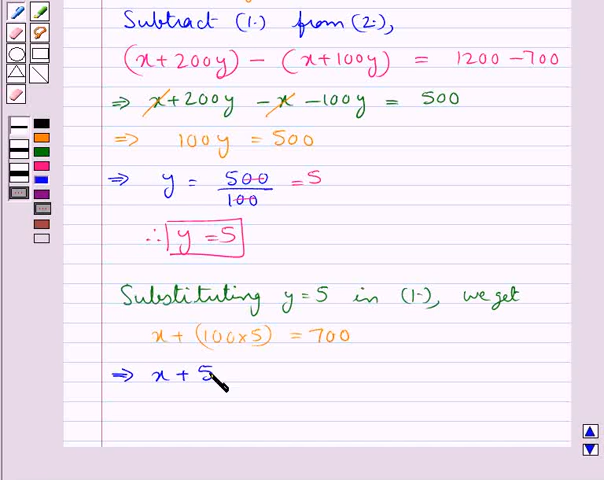 Subtract (1.) from (2.),
(x+200y) - (x+100y) = 1200 - 700
⇒ x+200y - x - 100y = 500
⇒ 100y = 500
⇒ y = 500/100 = 5
∴ y = 5
Substituting y = 5 in (1.), we get
x + (100×5) = 700
⇒ x + 5